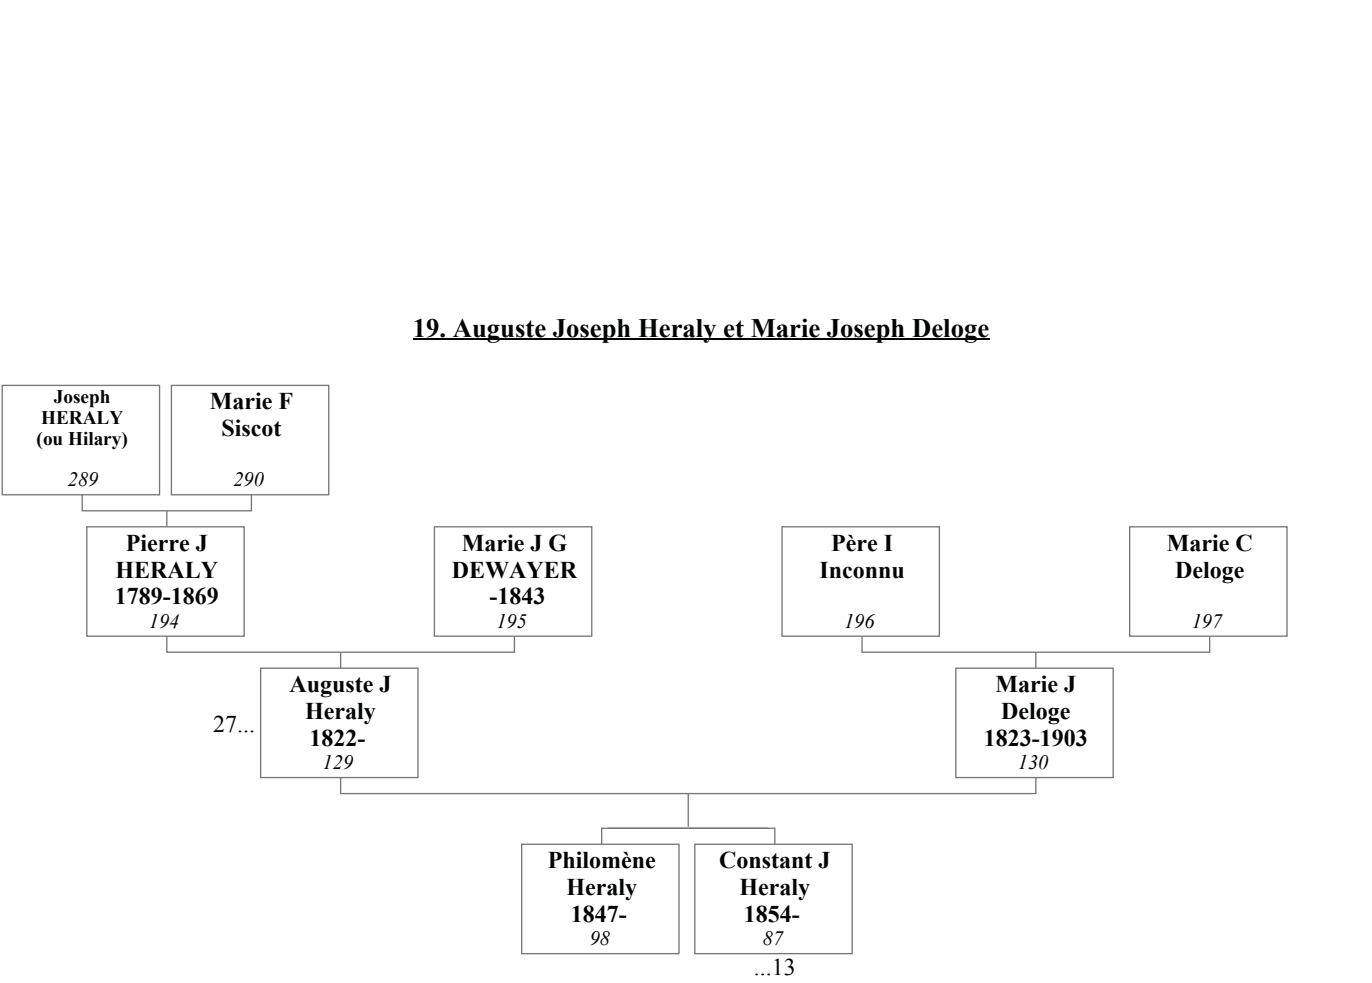 19. Auguste Joseph Heraly et Marie Joseph Deloge
Joseph
HERALY
(ou Hilary)
289
Marie F
Siscot
290
Pierre J
HERALY
1789-1869
194
Marie J G
DEWAYER
-1843
195
Père I
Inconnu
196
Marie C
Deloge
197
27...
Auguste J
Heraly
1822-
129
Marie J
Deloge
1823-1903
130
Philomène
Heraly
1847-
98
Constant J
Heraly
1854-
87
...13